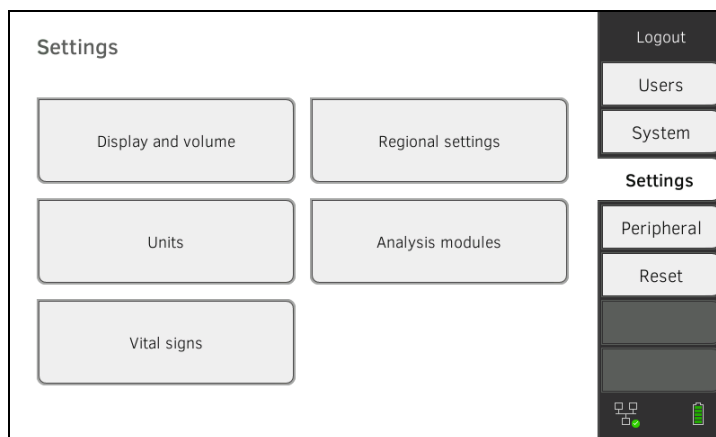 Settings
Display and volume
Regional settings
Units
Analysis modules
Vital signs
Logout
Users
System
Settings
Peripheral
Reset